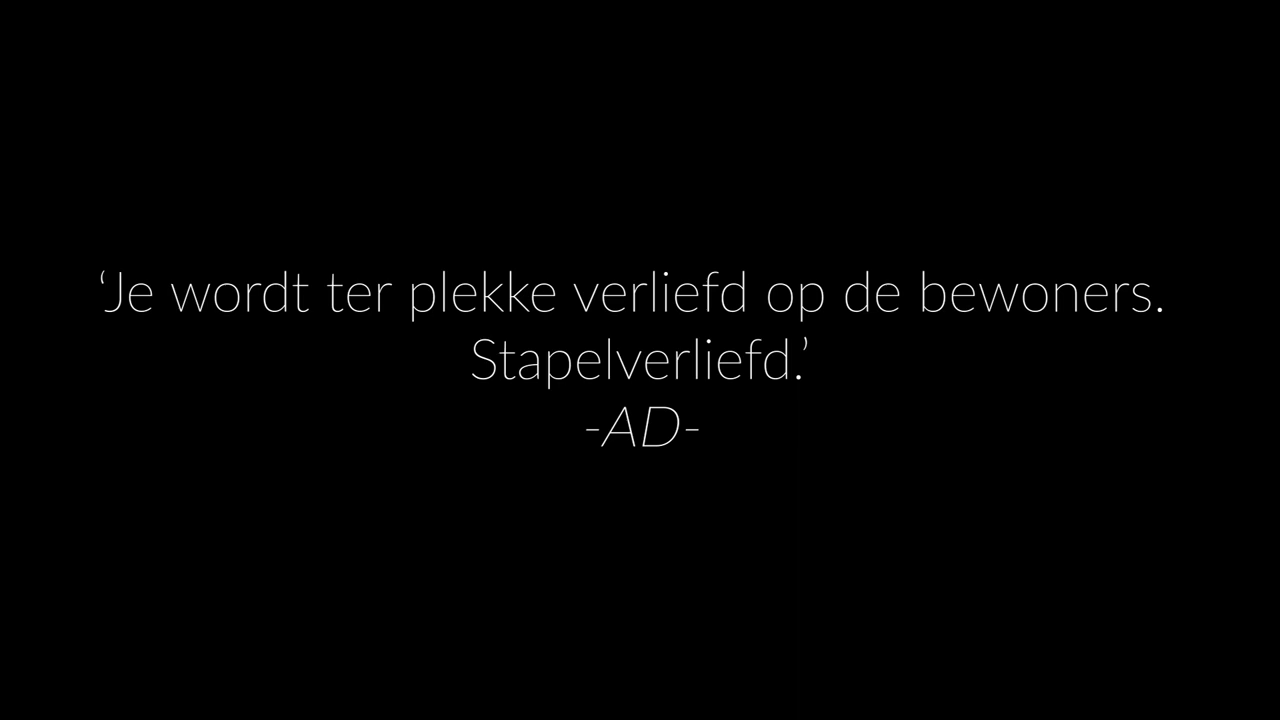 ‘Je wordt ter plekke verliefd op de bewoners.
Stapelverliefd.’
-AD-